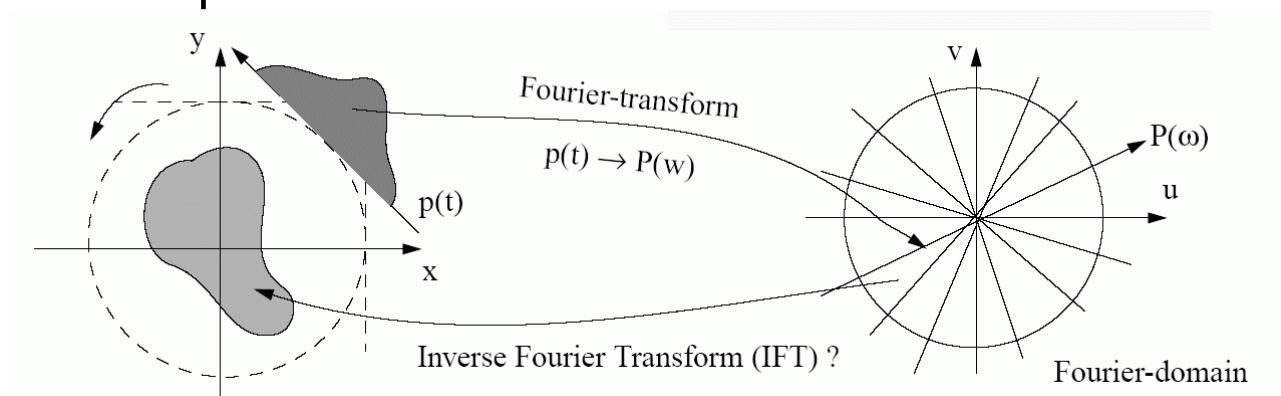 y
Fourier-transform
p(t) → P(w)
p(t)
x
Inverse Fourier Transform (IFT) ?
v
P(ω)
u
Fourier-domain